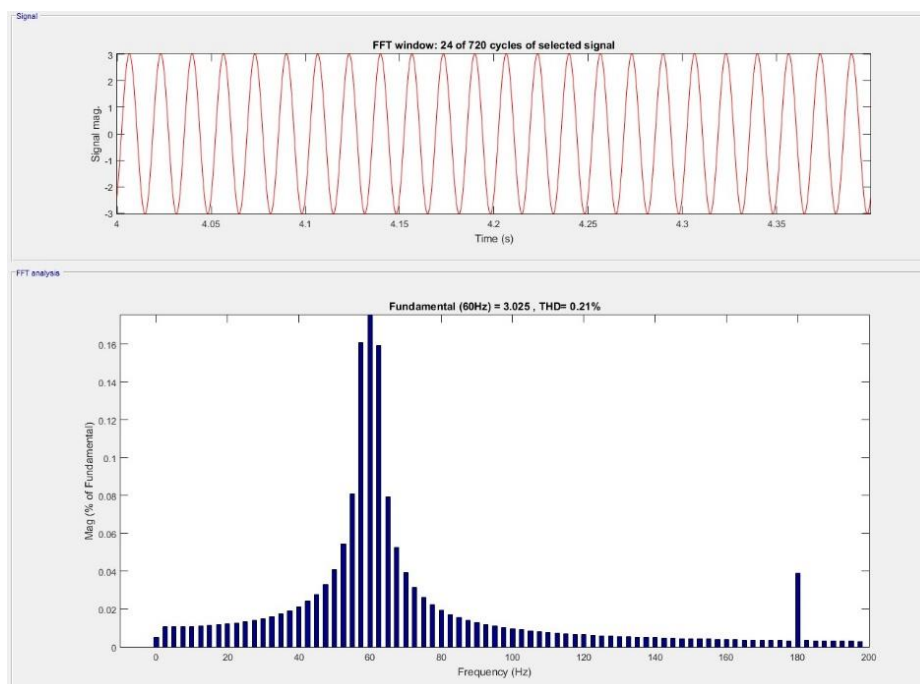 Signal
FFT window: 24 of 720 cycles of selected signal
3
2
1
0
-1
-2
-3
Signal mag.
4 4.05 4.1 4.15 4.2 4.25 4.3 4.35
Time (s)
FFT analysis
Fundamental (60Hz) = 3.025 , THD= 0.21%
0.16
0.14
0.12
0.1
0.08
0.06
0.04
0.02
0
Mag (% of Fundamental)
0 20 40 60 80 100 120 140 160 180 200
Frequency (Hz)